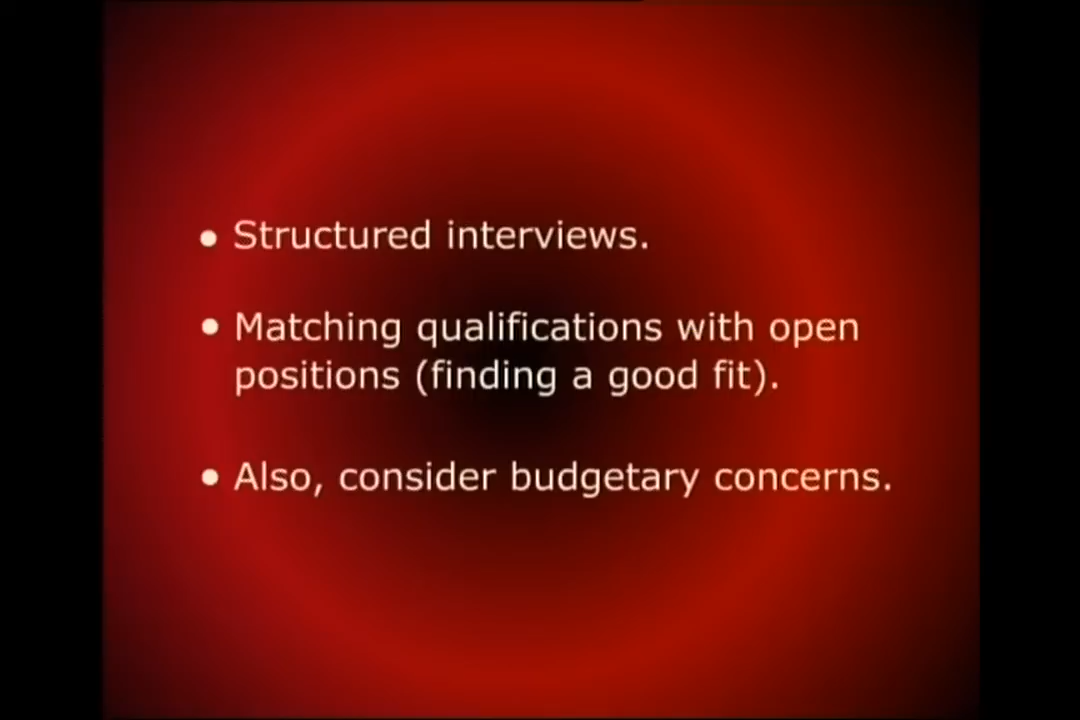 • Structured interviews.
• Matching qualifications with open
positions (finding a good fit).
• Also, consider budgetary concerns.